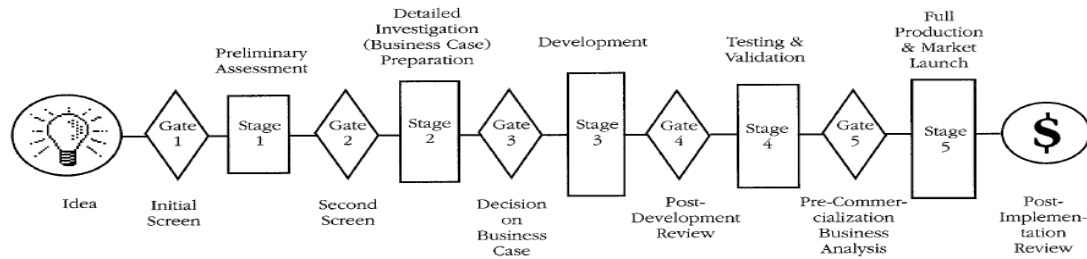 Preliminary
Assessment
Detailed
Investigation
(Business Case)
Preparation
Development
Testing &
Validation
Full
Production
& Market
Launch
Gate
1
Stage
1
Gate
2
Stage
2
Gate
3
Stage
3
Gate
4
Stage
4
Gate
5
Stage
5
$
Idea
Initial
Screen
Second
Screen
Decision
on
Business
Case
Post-
Development
Review
Pre-Commer-
cialization
Business
Analysis
Post-
Implemen-
tation
Review